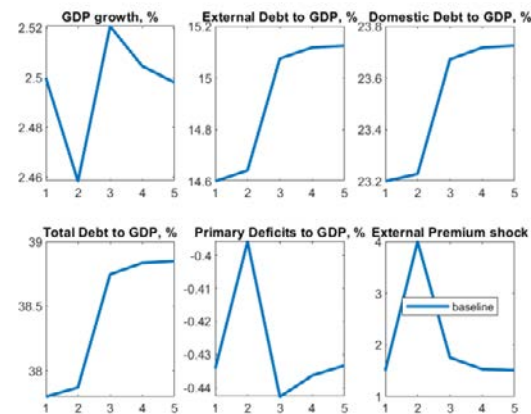 GDP growth, %
2.52
2.5
2.48
2.46
1 2 3 4 5
External Debt to GDP, %
15.2
15
14.8
14.6
1 2 3 4 5
Domestic Debt to GDP, %
23.8
23.6
23.4
23.2
1 2 3 4 5
Total Debt to GDP, %
39
38.5
38
1 2 3 4 5
Primary Deficits to GDP, %
-0.4
-0.41
-0.42
-0.43
-0.44
1 2 3 4 5
External Premium shock
4
3
2
1
baseline
1 2 3 4 5